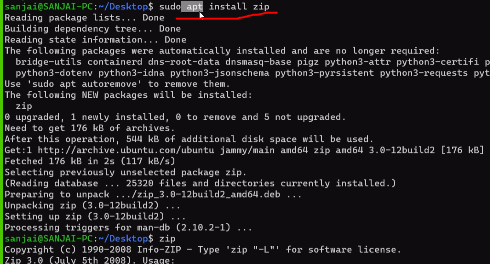 sanjai@SANJAI-PC:~/Desktop$ sudo apt install zip
Reading package lists... Done
Building dependency tree... Done
Reading state information... Done
The following packages were automatically installed and are no longer required:
  bridge-utils containerd dns-root-data dnsmasq-base pigz python3-attr python3-certifi p
  python3-dotenv python3-idna python3-jsonschema python3-pyrsistent python3-requests pyt
Use 'sudo apt autoremove' to remove them.
The following NEW packages will be installed:
  zip
0 upgraded, 1 newly installed, 0 to remove and 5 not upgraded.
Need to get 176 kB of archives.
After this operation, 544 kB of additional disk space will be used.
Get:1 http://archive.ubuntu.com/ubuntu jammy/main amd64 zip amd64 3.0-12build2 [176 kB]
Fetched 176 kB in 2s (117 kB/s)
Selecting previously unselected package zip.
(Reading database ... 25320 files and directories currently installed.)
Preparing to unpack .../zip_3.0-12build2_amd64.deb ...
Unpacking zip (3.0-12build2) ...
Setting up zip (3.0-12build2) ...
Processing triggers for man-db (2.10.2-1) ...
sanjai@SANJAI-PC:~/Desktop$ zip
Copyright (c) 1990-2008 Info-ZIP - Type 'zip "-L"' for software license.
Zip 3.0 (July 5th 2008). Usage: